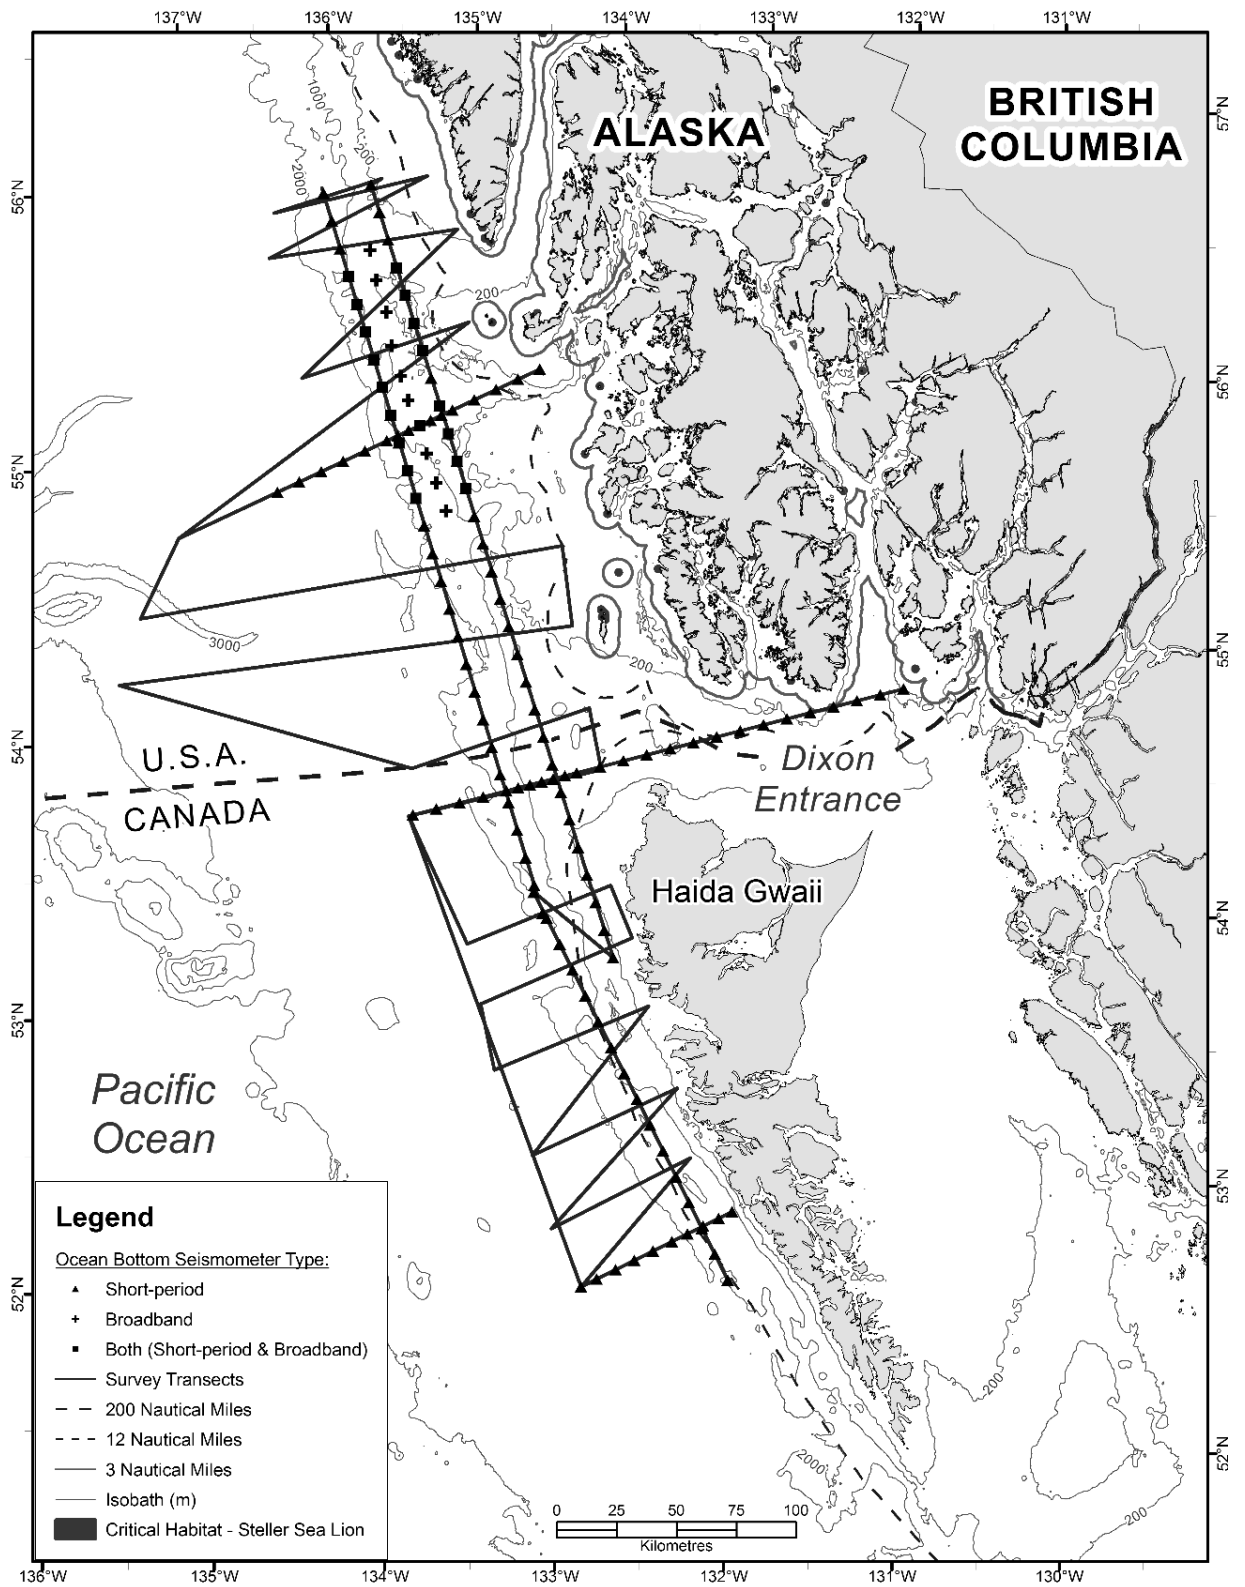 137°W 136°W 135°W 134°W 133°W 132°W 131°W
1000
200
2000
ALASKA
BRITISH
COLUMBIA
57°N
56°N
200
56°N
55°N
3000
200
55°N
U.S.A.
CANADA
Dixon
Entrance
54°N
Haida Gwaii
54°N
53°N
Pacific
Ocean
53°N
52°N
200
2000
52°N
200
Legend
Ocean Bottom Seismometer Type:
Short-period
Broadband
Both (Short-period & Broadband)
Survey Transects
200 Nautical Miles
12 Nautical Miles
3 Nautical Miles
Isobath (m)
Critical Habitat - Steller Sea Lion
0 25 50 75 100
Kilometres
136°W 135°W 134°W 133°W 132°W 131°W 130°W